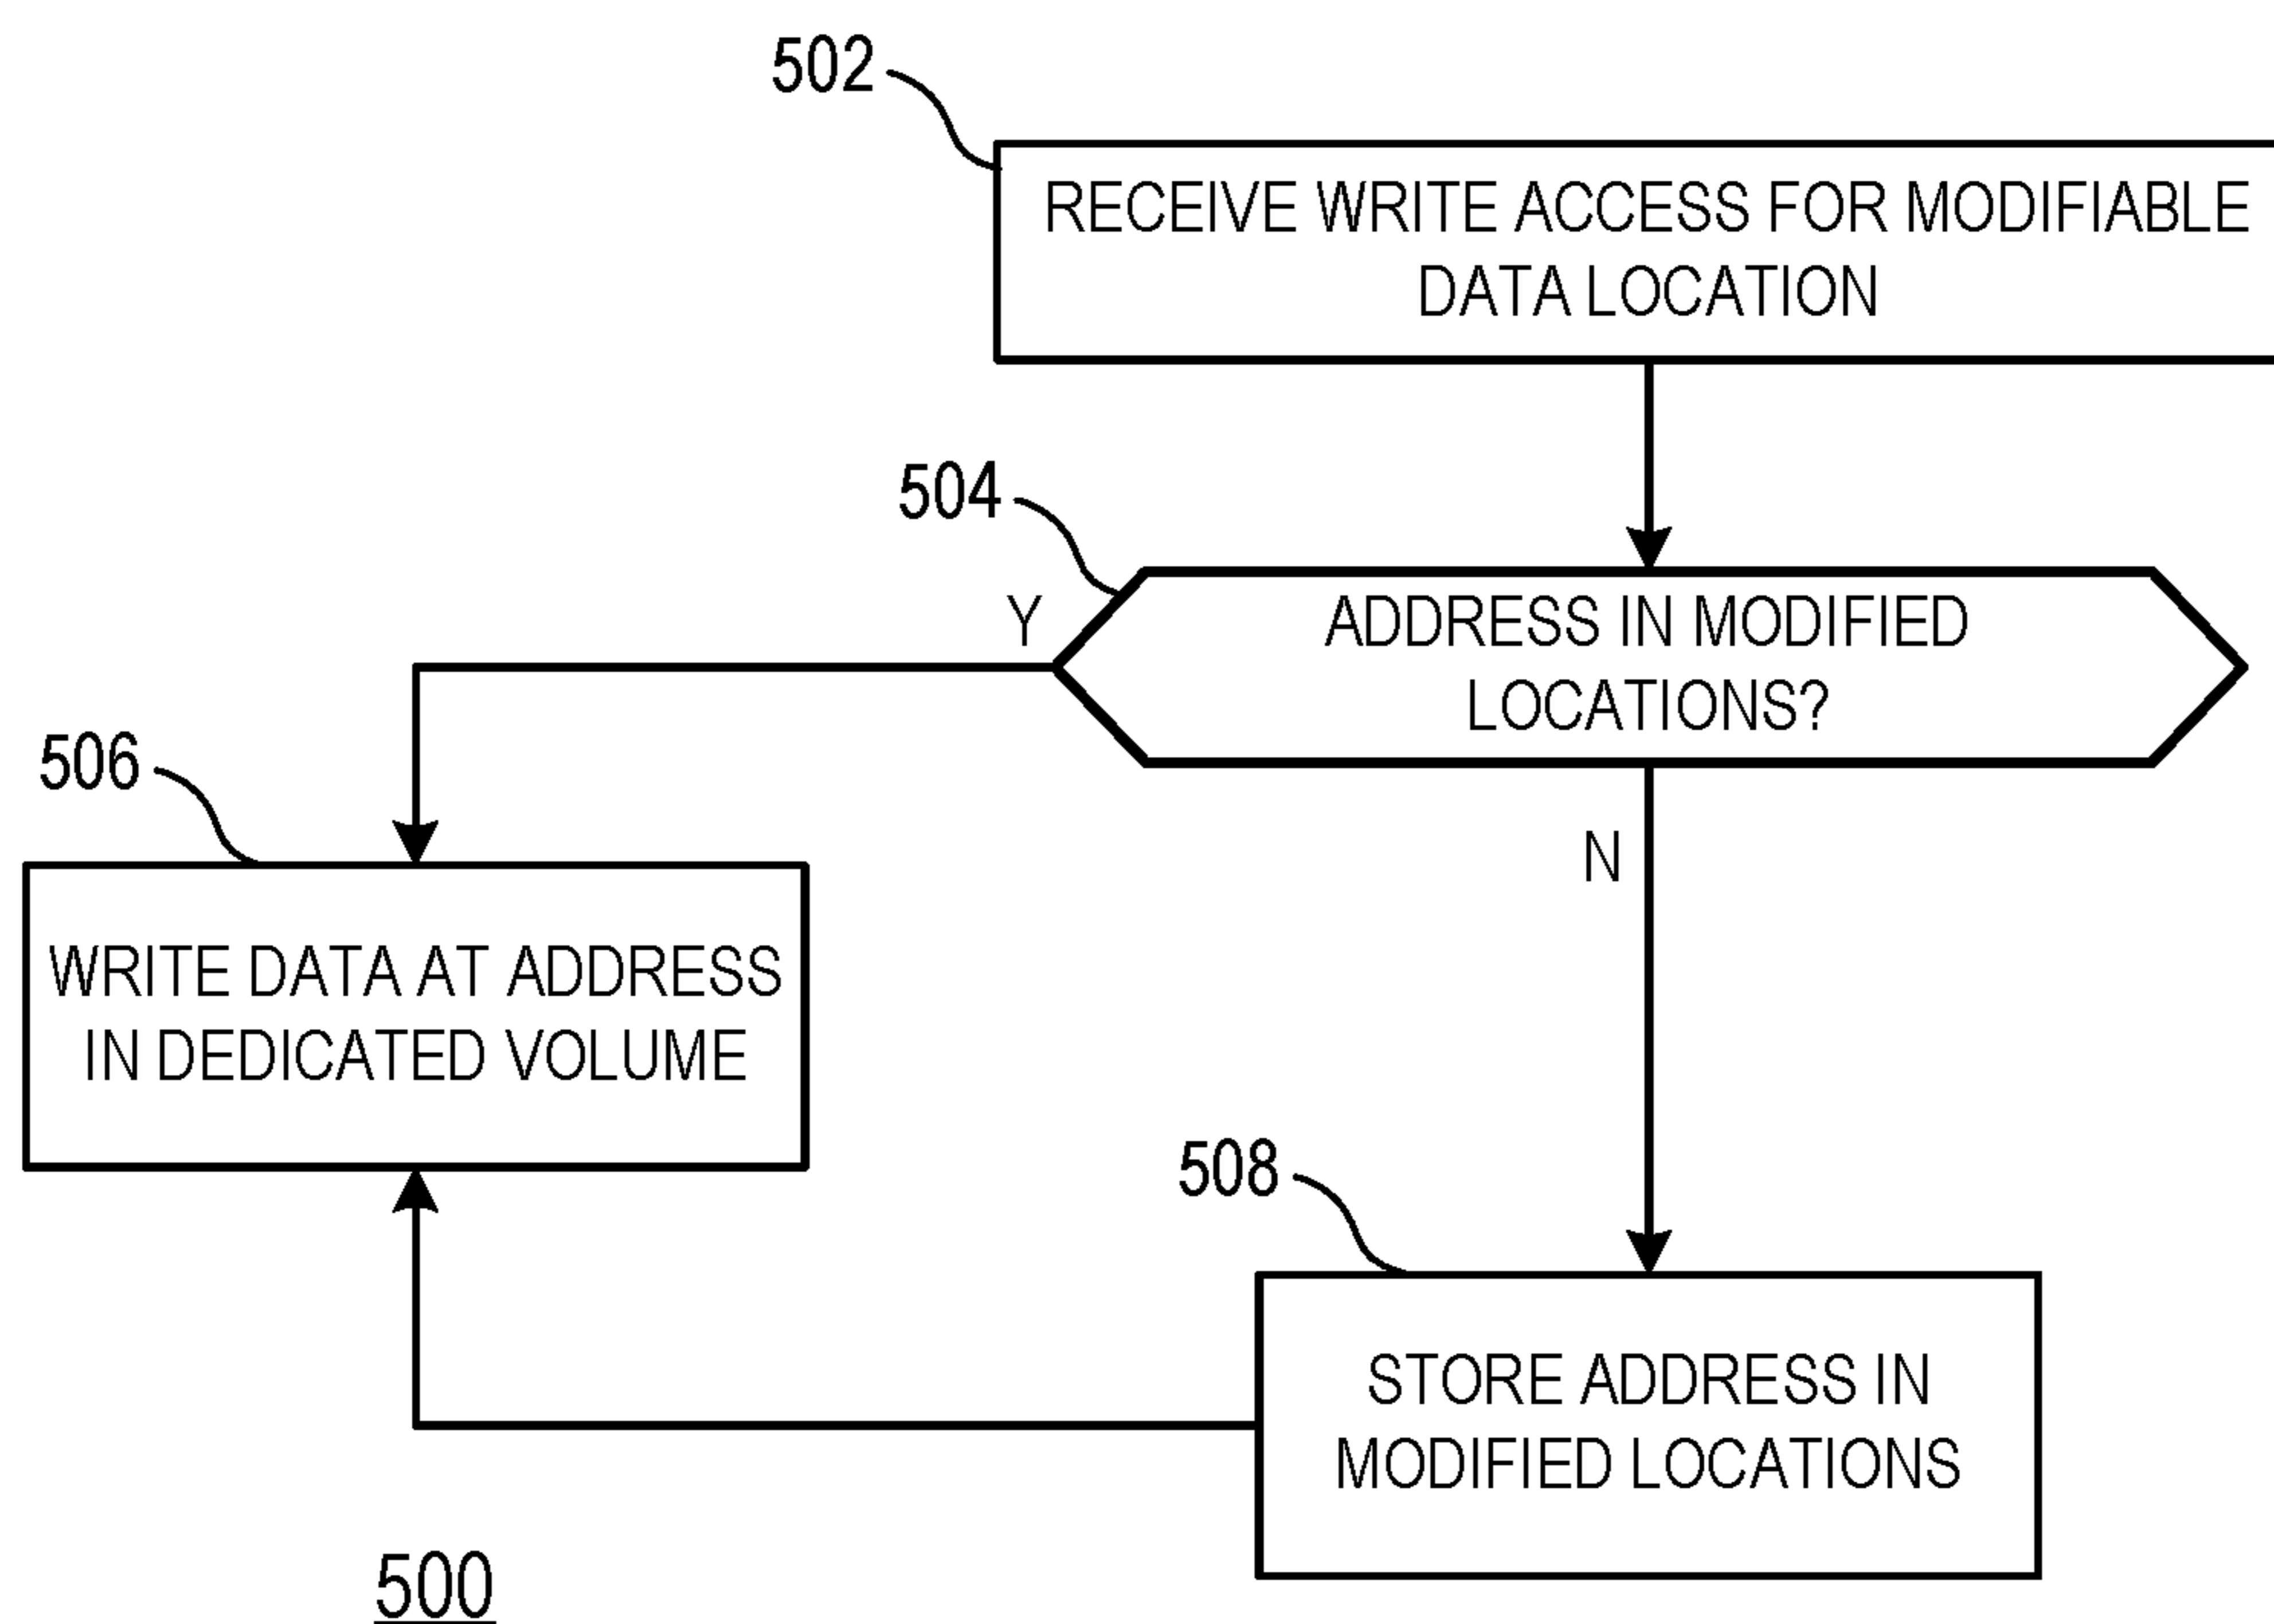 502
RECEIVE WRITE ACCESS FOR MODIFIABLE
DATA LOCATION
504
Y
ADDRESS IN MODIFIED
LOCATIONS?
506
N
WRITE DATA AT ADDRESS
IN DEDICATED VOLUME
508
STORE ADDRESS IN
MODIFIED LOCATIONS
500